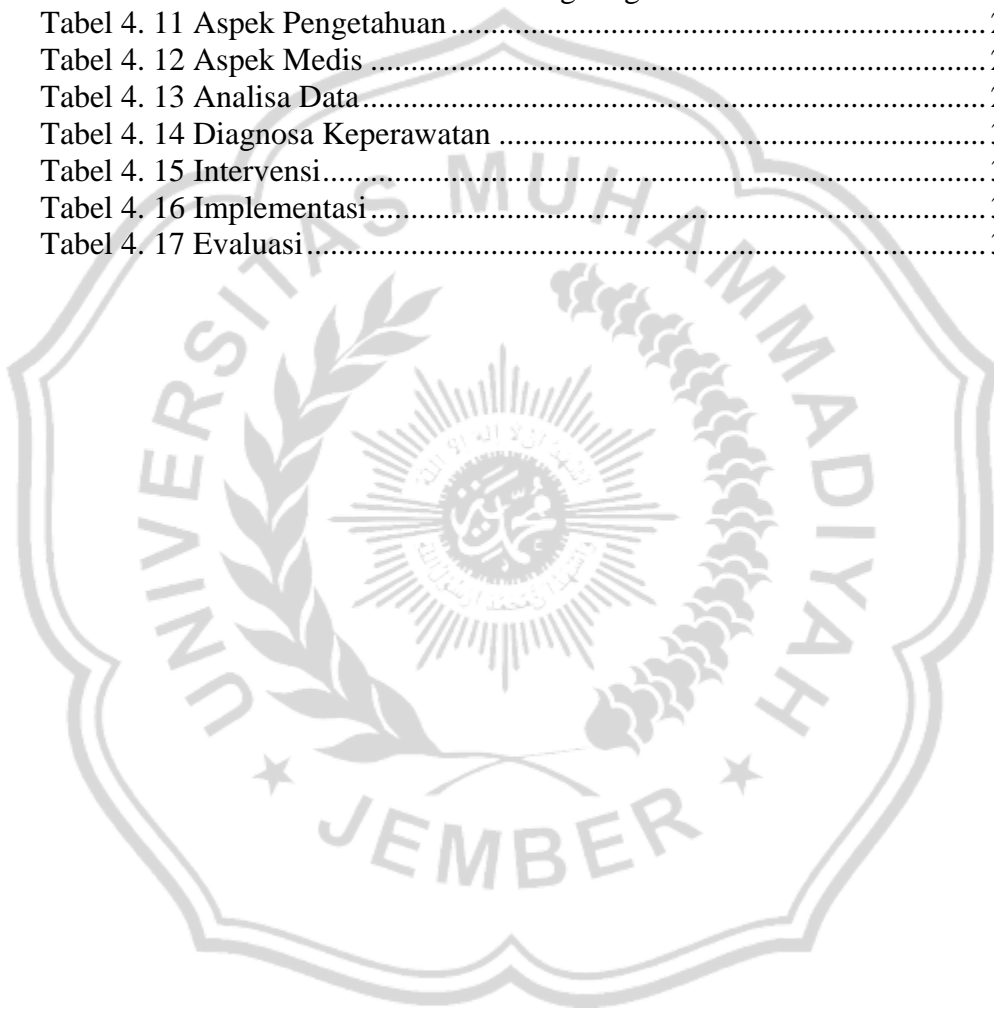 Tabel 4. 11 Aspek Pengetahuan
Tabel 4. 12 Aspek Medis
Tabel 4. 13 Analisa Data
Tabel 4. 14 Diagnosa Keperawatan
Tabel 4. 15 Intervensi
Tabel 4. 16 Implementasi
Tabel 4. 17 Evaluasi
UNIVERSITAS MUHAMMADIYAH
JEMBER